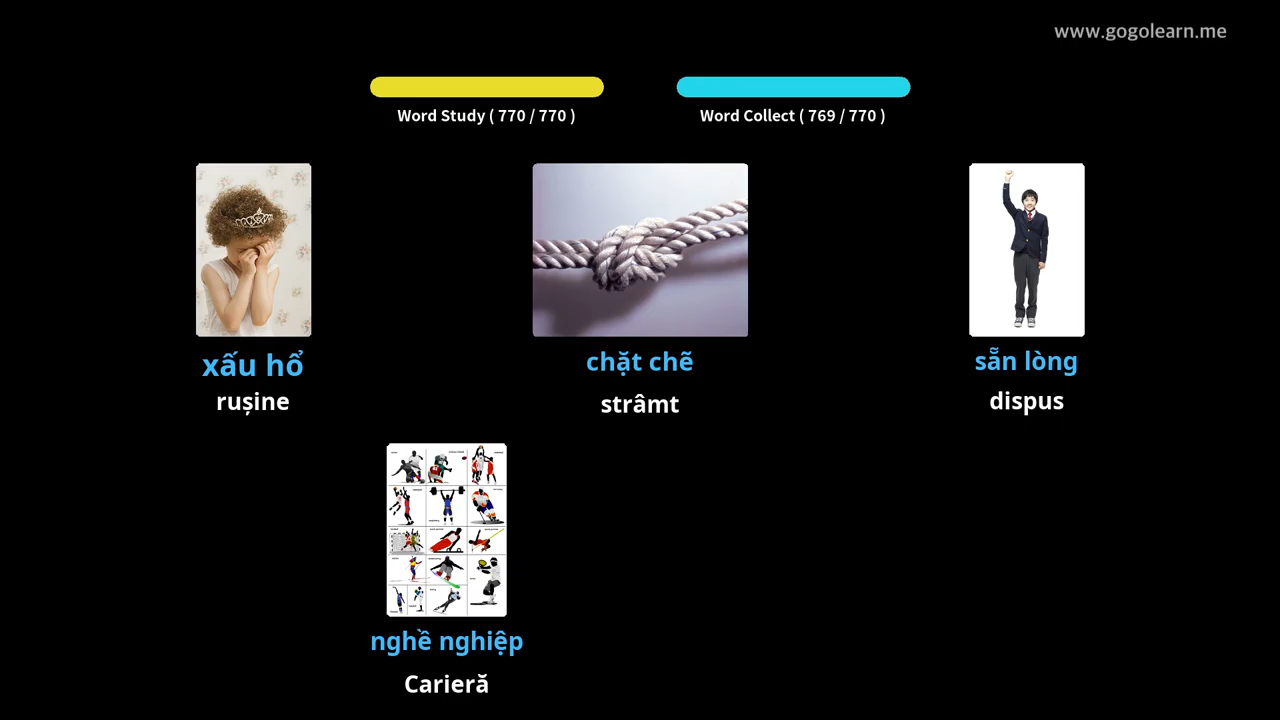 www.gogolearn.me
Word Study ( 770 / 770 )
Word Collect ( 769 / 770 )
xấu hổ
rușine
chặt chẽ
strâmt
sẵn lòng
dispus
nghề nghiệp
Carieră